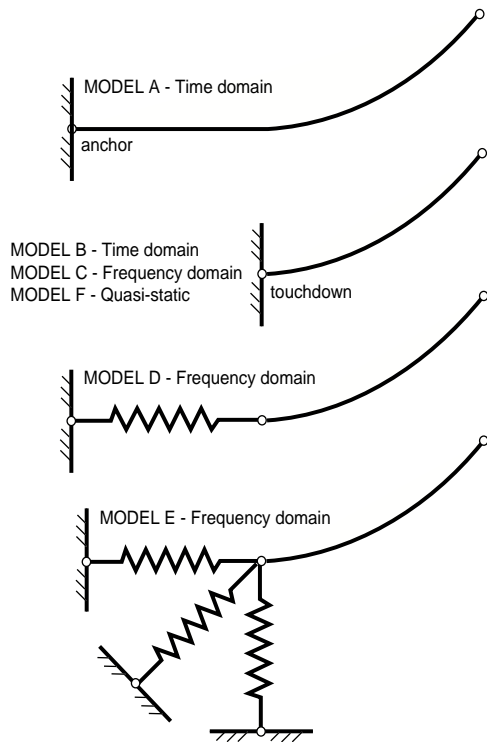 MODEL A - Time domain
anchor
MODEL B - Time domain
MODEL C - Frequency domain
MODEL F - Quasi-static
touchdown
MODEL D - Frequency domain
MODEL E - Frequency domain